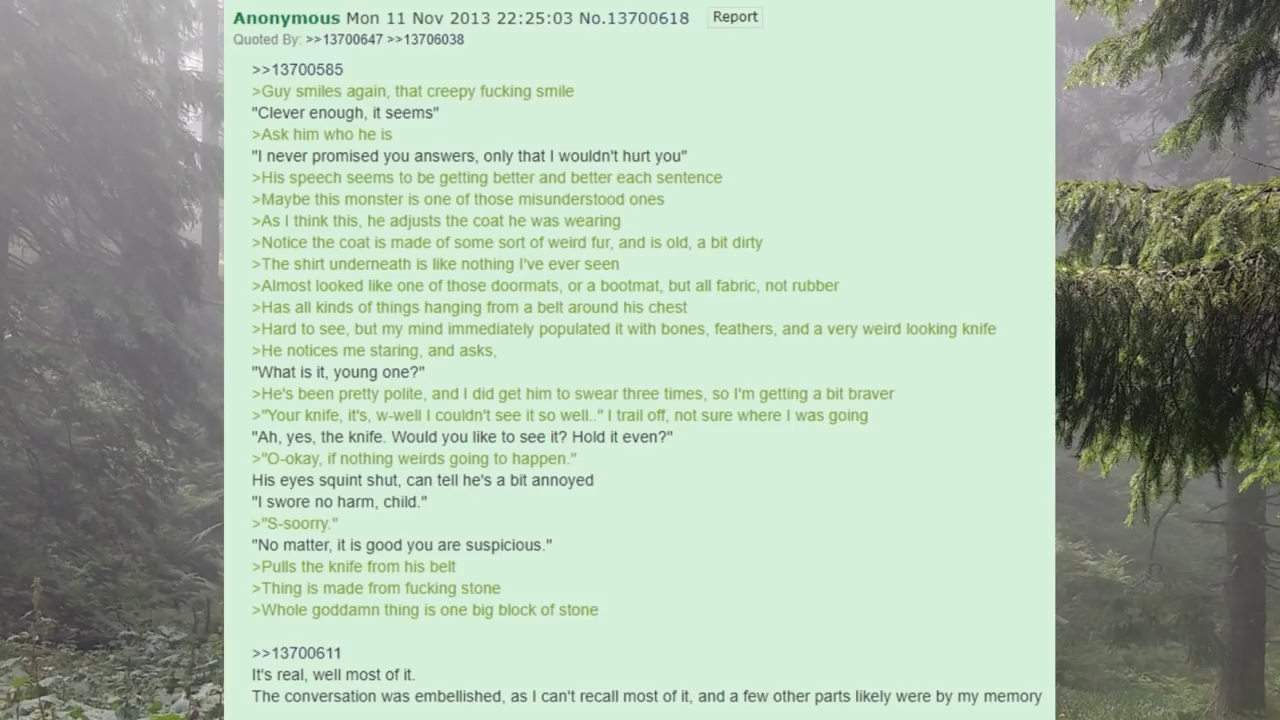 Anonymous Mon 11 Nov 2013 22:25:03 No.13700618 Report
Quoted By: >>13700647 >>13706038
>>13700585
>Guy smiles again, that creepy fucking smile
"Clever enough, it seems"
>Ask him who he is
"I never promised you answers, only that I wouldn't hurt you"
>His speech seems to be getting better and better each sentence
>Maybe this monster is one of those misunderstood ones
>As I think this, he adjusts the coat he was wearing
>Notice the coat is made of some sort of weird fur, and is old, a bit dirty
>The shirt underneath is like nothing I've ever seen
>Almost looked like one of those doormats, or a bootmat, but all fabric, not rubber
>Has all kinds of things hanging from a belt around his chest
>Hard to see, but my mind immediately populated it with bones, feathers, and a very weird looking knife
>He notices me staring, and asks,
"What is it, young one?"
>He's been pretty polite, and I did get him to swear three times, so I'm getting a bit braver
>"Your knife, it's, w-well I couldn't see it so well.." I trail off, not sure where I was going
"Ah, yes, the knife. Would you like to see it? Hold it even?"
>"O-okay, if nothing weirds going to happen."
His eyes squint shut, can tell he's a bit annoyed
"I swore no harm, child."
>"S-soorry."
"No matter, it is good you are suspicious."
>Pulls the knife from his belt
>Thing is made from fucking stone
>Whole goddamn thing is one big block of stone
>>13700611
It's real, well most of it.
The conversation was embellished, as I can't recall most of it, and a few other parts likely were by my memory